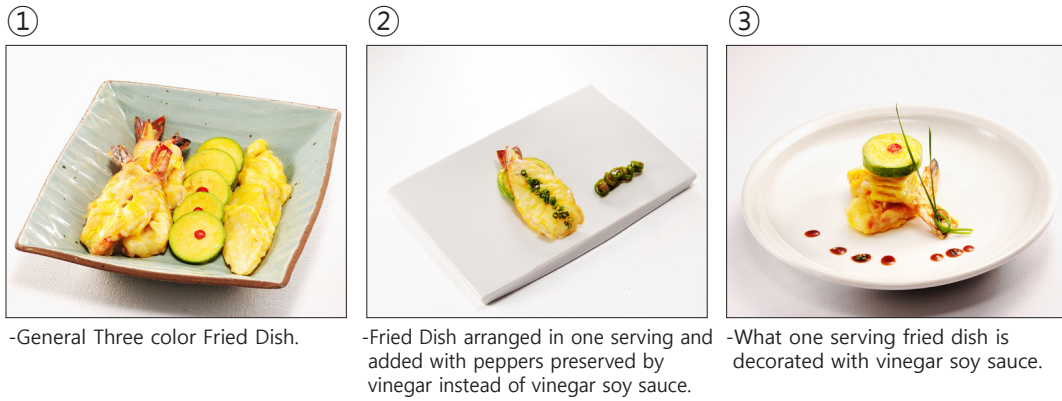 ①
②
③
-General Three color Fried Dish.
-Fried Dish arranged in one serving and
added with peppers preserved by
vinegar instead of vinegar soy sauce.
-What one serving fried dish is
decorated with vinegar soy sauce.